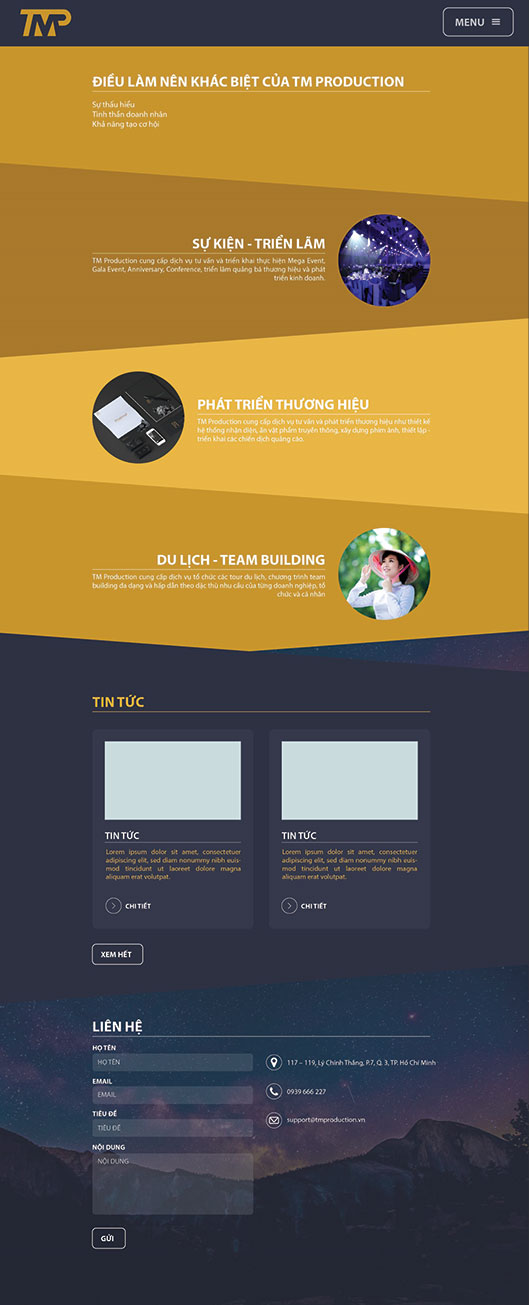 TMP
MENU
ĐIỀU LÀM NÊN KHÁC BIỆT CỦA TM PRODUCTION
Sự thấu hiểu
Tinh thần doanh nhân
Khả năng tạo cơ hội
SỰ KIỆN - TRIỂN LÃM
TM Production cung cấp dịch vụ tư vấn và triển khai thực hiện Mega Event,
Gala Event, Anniversary, Conference, triển lãm quảng bá thương hiệu và phát
triển kinh doanh.
PHÁT TRIỂN THƯƠNG HIỆU
TM Production cung cấp dịch vụ tư vấn và phát triển thương hiệu như thiết kế
hệ thống nhận diện, ấn vật phẩm truyền thông, xây dựng phim ảnh, thiết lập -
triển khai các chiến dịch quảng cáo.
DU LỊCH - TEAM BUILDING
TM Production cung cấp dịch vụ tổ chức các tour du lịch, chương trình team
building đa dạng và hấp dẫn theo đặc thù nhu cầu của từng doanh nghiệp, tổ
chức và cá nhân
TIN TỨC
TIN TỨC
Lorem ipsum dolor sit amet, consectetuer
adipiscing elit, sed diam nonummy nibh euis-
mod tincidunt ut laoreet dolore magna
aliquam erat volutpat.
CHI TIẾT
TIN TỨC
Lorem ipsum dolor sit amet, consectetuer
adipiscing elit, sed diam nonummy nibh euis-
mod tincidunt ut laoreet dolore magna
aliquam erat volutpat.
CHI TIẾT
XEM HẾT
LIÊN HỆ
HỌ TÊN
HỌ TÊN
EMAIL
EMAIL
TIÊU ĐỀ
TIÊU ĐỀ
NỘI DUNG
NỘI DUNG
GỬI
117 – 119, Lý Chính Thắng, P.7, Q. 3, TP. Hồ Chí Minh
0939 666 227
support@tmproduction.vn